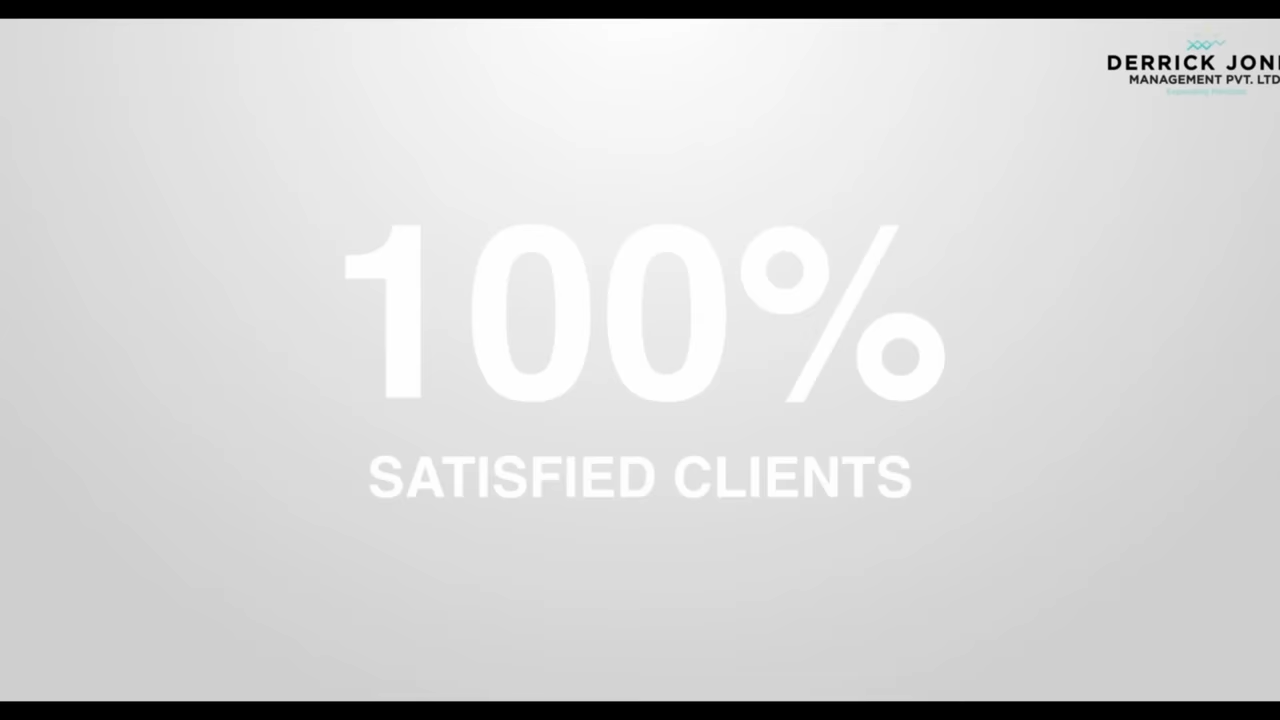 DERRICK JON
MANAGEMENT PVT. LTD
100%
SATISFIED CLIENTS